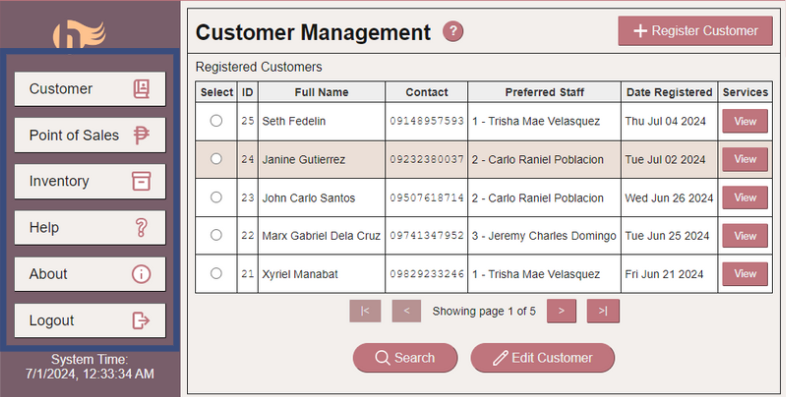 Customer
Point of Sales
Inventory
Help
About
Logout
System Time:
7/1/2024, 12:33:34 AM
Customer Management ?
+ Register Customer
Registered Customers
Select ID Full Name Contact Preferred Staff Date Registered Services
25 Seth Fedelin 09148957593 1 - Trisha Mae Velasquez Thu Jul 04 2024 View
24 Janine Gutierrez 09232380037 2 - Carlo Raniel Poblacion Tue Jul 02 2024 View
23 John Carlo Santos 09507618714 2 - Carlo Raniel Poblacion Wed Jun 26 2024 View
22 Marx Gabriel Dela Cruz 09741347952 3 - Jeremy Charles Domingo Tue Jun 25 2024 View
21 Xyriel Manabat 09829233246 1 - Trisha Mae Velasquez Fri Jun 21 2024 View
|< < Showing page 1 of 5 > >|
Search Edit Customer